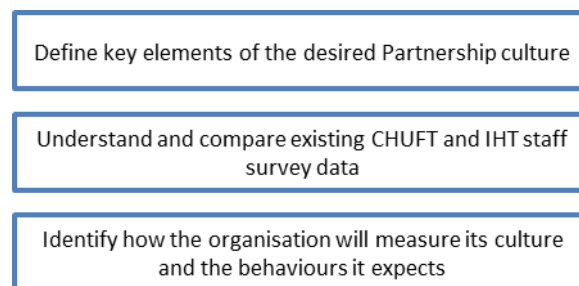 Define key elements of the desired Partnership culture
Understand and compare existing CHUFT and IHT staff
survey data
Identify how the organisation will measure its culture
and the behaviours it expects